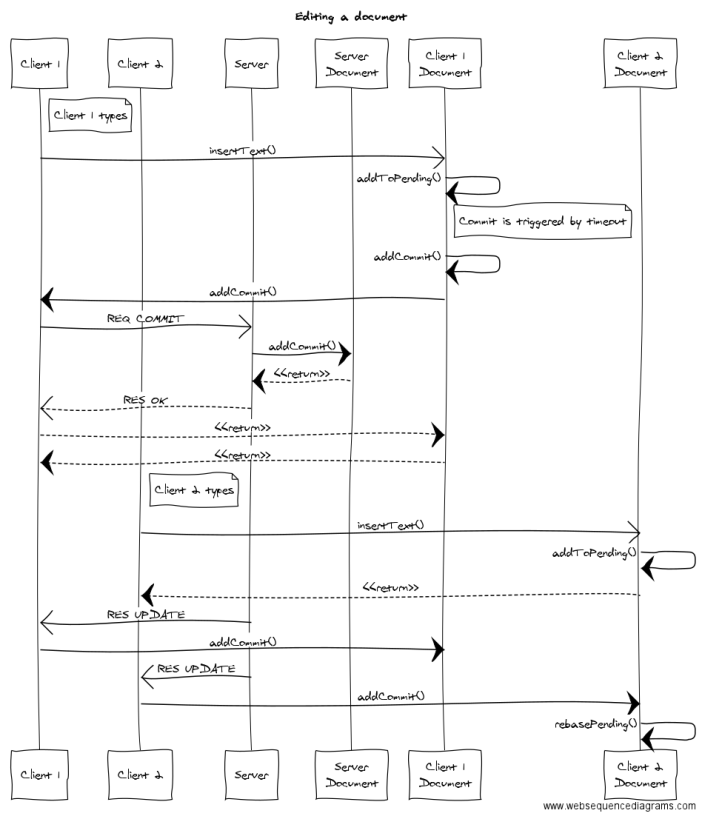 Editing a document
Client 1
Client 2
Server
Server
Document
Client 1
Document
Client 2
Document
Client 1 types
insertText()
addToPending()
Commit is triggered by timeout
addCommit()
addCommit()
REQ COMMIT
addCommit()
<<return>>
RES OK
<<return>>
<<return>>
Client 2 types
insertText()
addToPending()
<<return>>
RES UPDATE
addCommit()
RES UPDATE
addCommit()
rebasePending()
Client 1
Client 2
Server
Server
Document
Client 1
Document
Client 2
Document
www.websequencediagrams.com